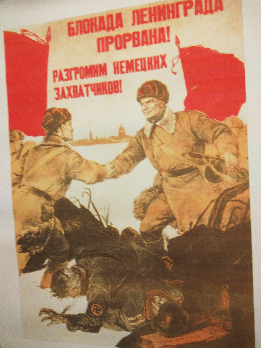 БЛОКАДА ЛЕНИНГРАДА
ПРОРВАНА!
РАЗГРОМИМ НЕМЕЦКИХ
ЗАХВАТЧИКОВ!